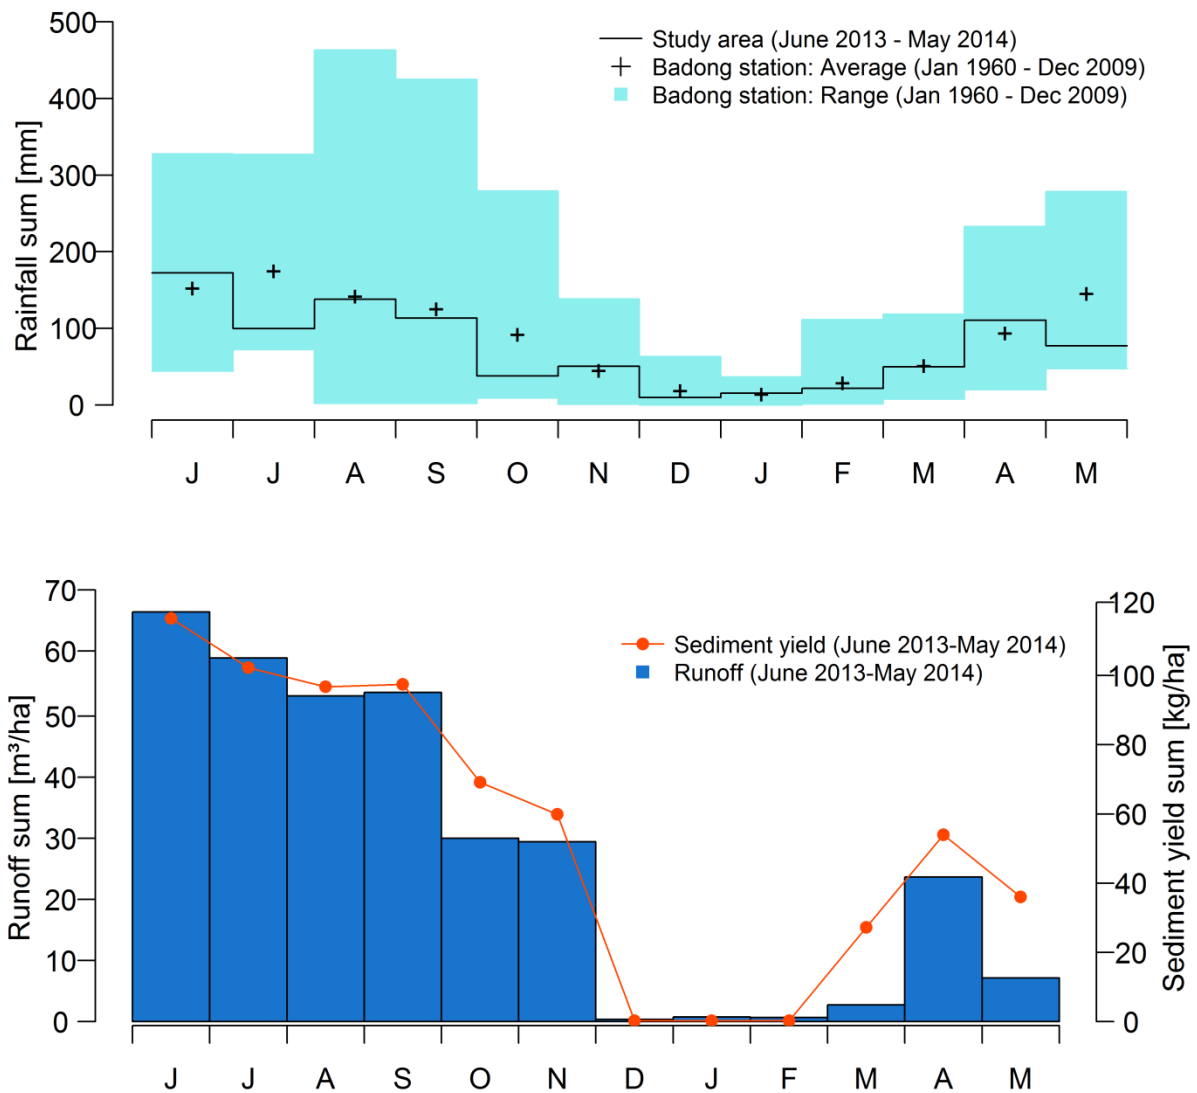 500
400
300
200
100
0
Rainfall sum [mm]
Study area (June 2013 - May 2014)
Badong station: Average (Jan 1960 - Dec 2009)
Badong station: Range (Jan 1960 - Dec 2009)
J J A S O N D J F M A M
70
60
50
40
30
20
10
0
Runoff sum [m³/ha]
Sediment yield (June 2013-May 2014)
Runoff (June 2013-May 2014)
120
100
80
60
40
20
0
Sediment yield sum [kg/ha]
J J A S O N D J F M A M